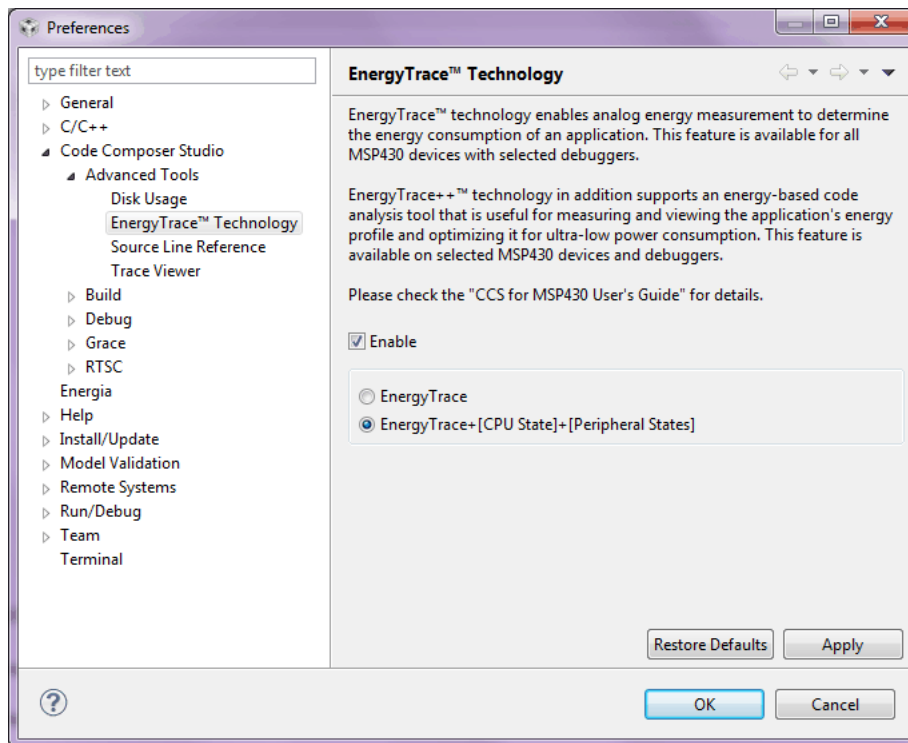 Preferences
type filter text
General
C/C++
Code Composer Studio
Advanced Tools
Disk Usage
EnergyTrace™ Technology
Source Line Reference
Trace Viewer
Build
Debug
Grace
RTSC
Energia
Help
Install/Update
Model Validation
Remote Systems
Run/Debug
Team
Terminal
EnergyTrace™ Technology
EnergyTrace™ technology enables analog energy measurement to determine
the energy consumption of an application. This feature is available for all
MSP430 devices with selected debuggers.
EnergyTrace++™ technology in addition supports an energy-based code
analysis tool that is useful for measuring and viewing the application's energy
profile and optimizing it for ultra-low power consumption. This feature is
available on selected MSP430 devices and debuggers.
Please check the "CCS for MSP430 User's Guide" for details.
Enable
EnergyTrace
EnergyTrace+[CPU State]+[Peripheral States]
Restore Defaults
Apply
?
OK
Cancel